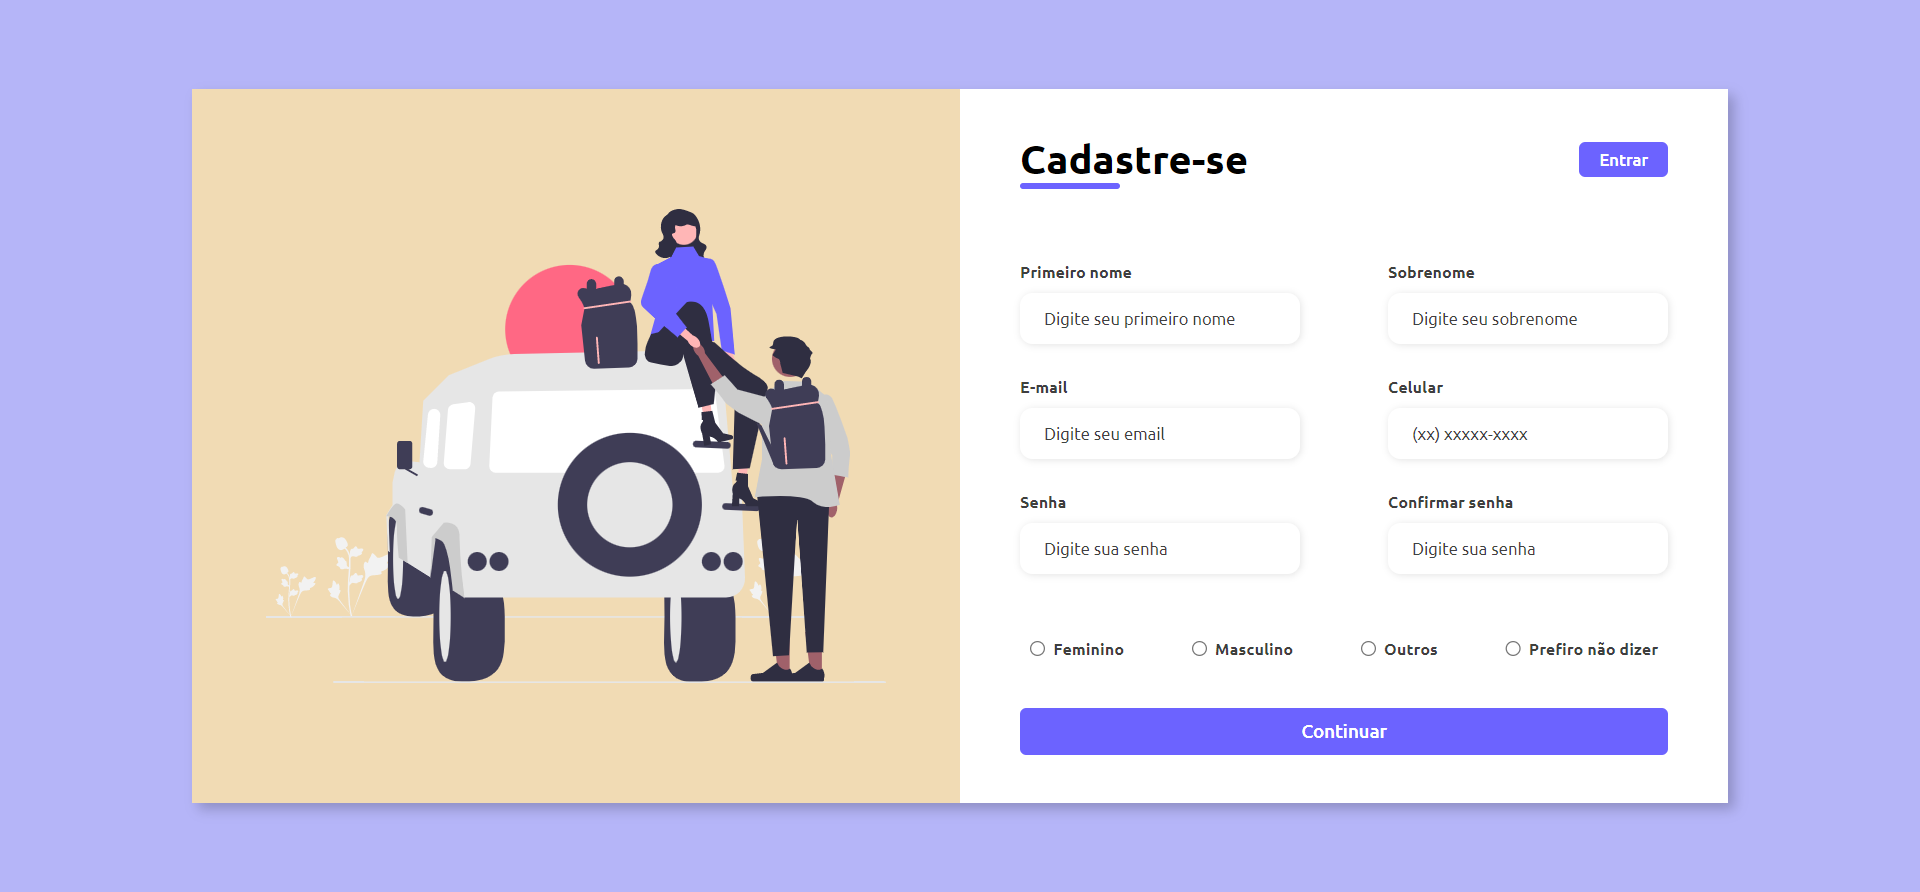 Cadastre-se
Entrar
Primeiro nome
Sobrenome
Digite seu primeiro nome
Digite seu sobrenome
E-mail
Celular
Digite seu email
(xx) xxxxx-xxxx
Senha
Confirmar senha
Digite sua senha
Digite sua senha
Feminino
Masculino
Outros
Prefiro não dizer
Continuar